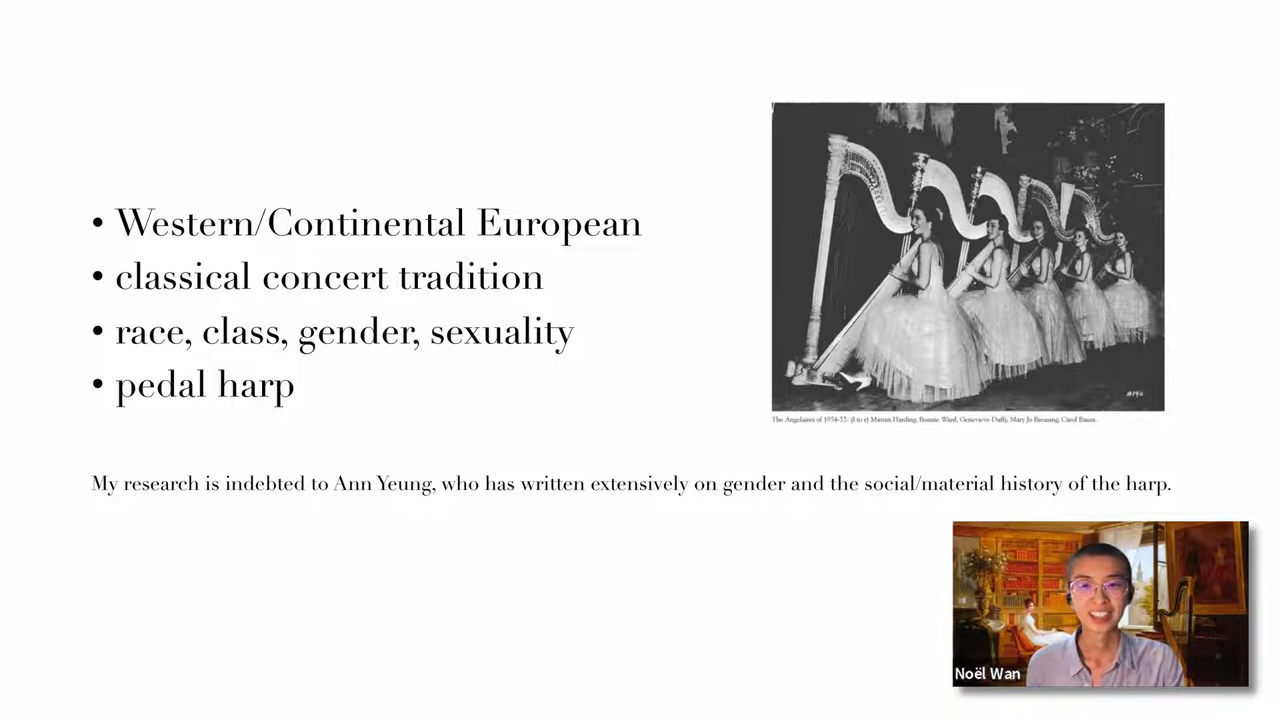 • Western/Continental European
• classical concert tradition
• race, class, gender, sexuality
• pedal harp
The Angelaires of 1954-55: (l to r) Marian Harding, Bonnie Ward, Genevieve Duffy, Mary Jo Breuning, Carol Baum.
My research is indebted to Ann Yeung, who has written extensively on gender and the social/material history of the harp.
Noël Wan